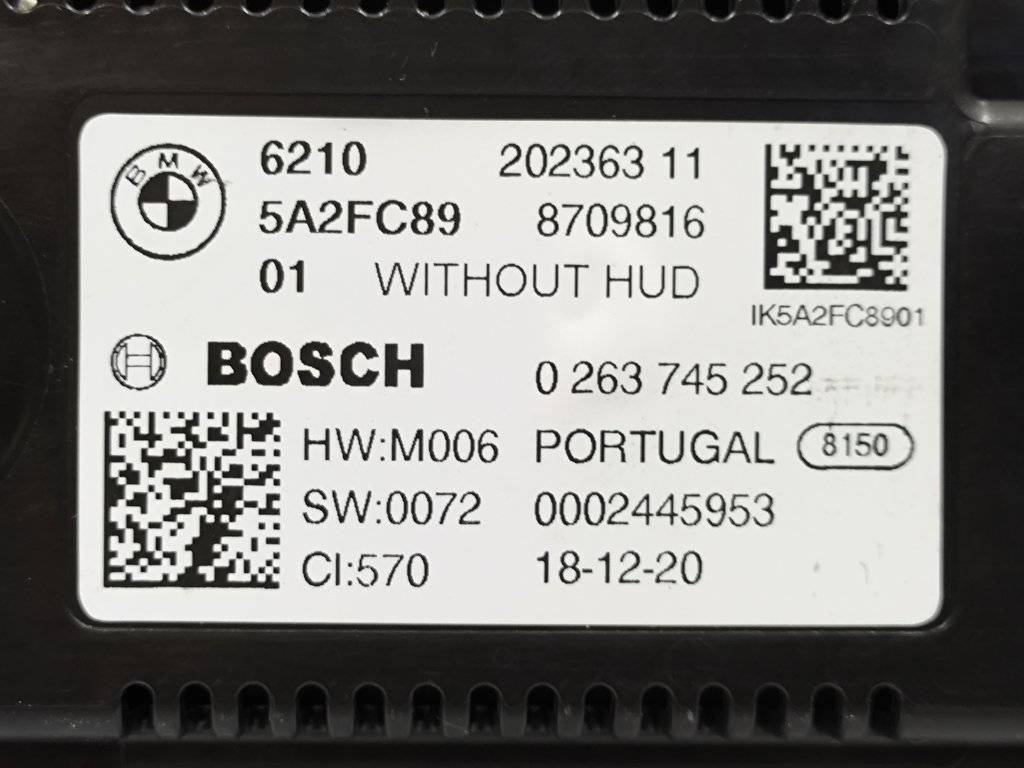 BMW
6210 202363 11
5A2FC89 8709816
01 WITHOUT HUD
IK5A2FC8901
BOSCH 0 263 745 252
HW:M006 PORTUGAL 8150
SW:0072 0002445953
CI:570 18-12-20